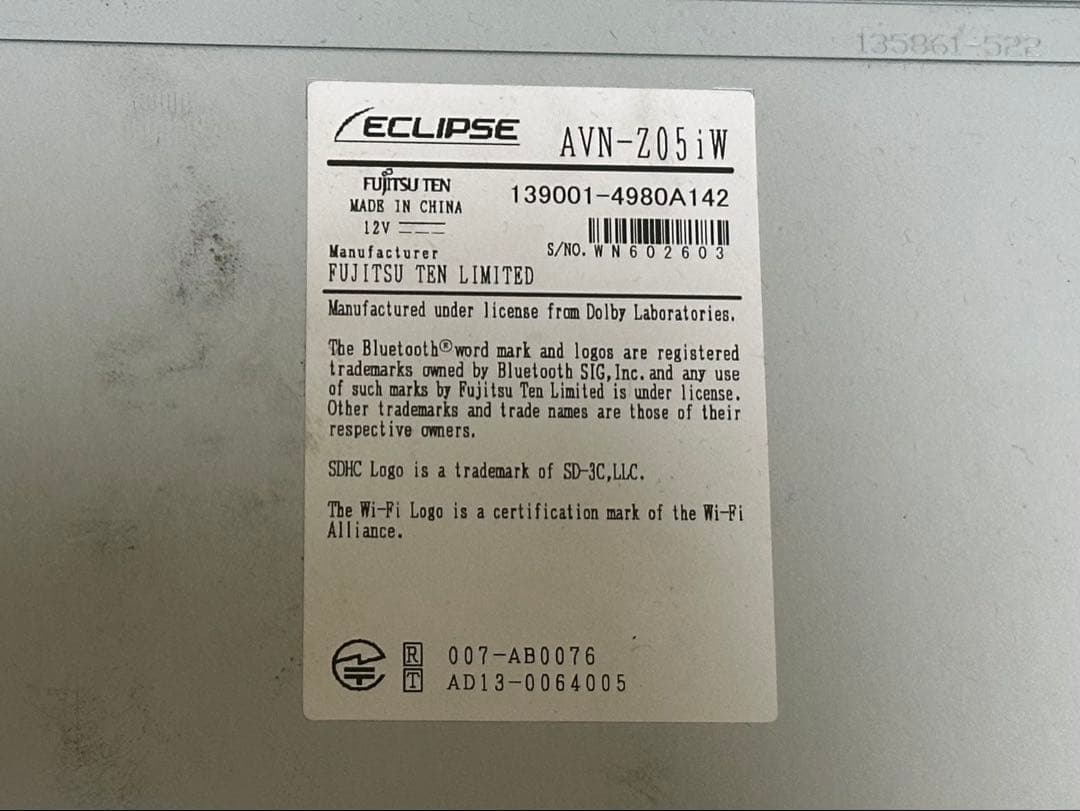 135861-522
ECLIPSE AVN-Z05iW
FUJITSU TEN 139001-4980A142
MADE IN CHINA
12V
S/NO. WN602603
Manufacturer
FUJITSU TEN LIMITED
Manufactured under license from Dolby Laboratories.
The Bluetooth® word mark and logos are registered
trademarks owned by Bluetooth SIG, Inc. and any use
of such marks by Fujitsu Ten Limited is under license.
Other trademarks and trade names are those of their
respective owners.
SDHC Logo is a trademark of SD-3C, LLC.
The Wi-Fi Logo is a certification mark of the Wi-Fi
Alliance.
R 007-AB0076
T AD13-0064005